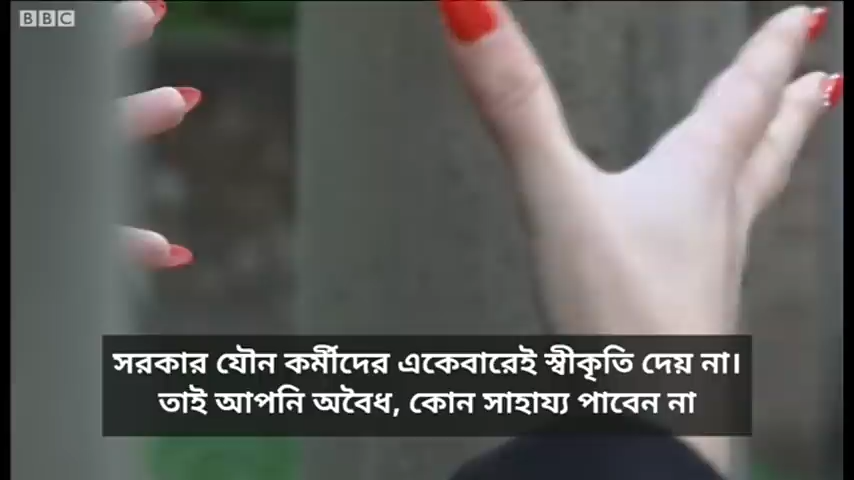 BBC
সরকার যৌন কর্মীদের একেবারেই স্বীকৃতি দেয় না।
তাই আপনি অবৈধ, কোন সাহায্য পাবেন না